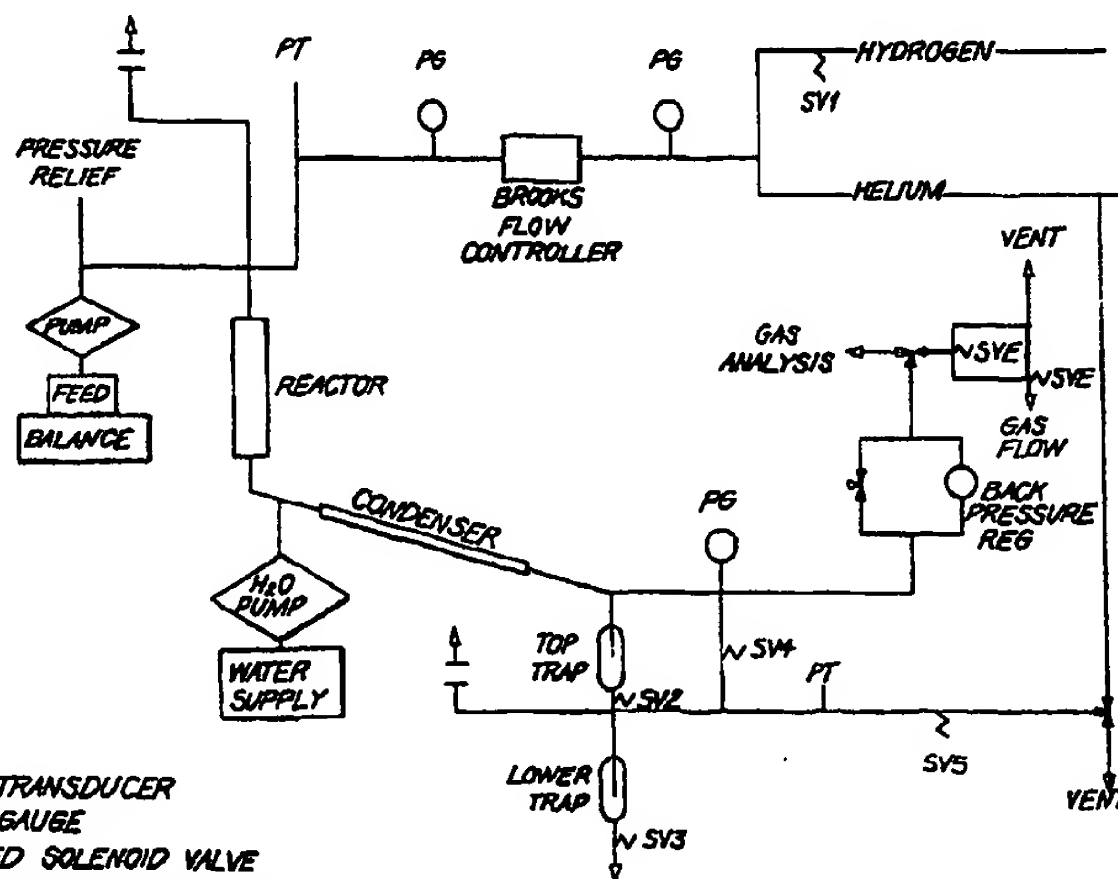 PT
PG
PG
HYDROGEN
SV1
PRESSURE
RELIEF
BROOKS
FLOW
CONTROLLER
HELIUM
VENT
PUMP
FEED
BALANCE
REACTOR
GAS
ANALYSIS
SVE
SVE
GAS
FLOW
CONDENSER
PG
BACK
PRESSURE
REG
H2O
PUMP
WATER
SUPPLY
TOP
TRAP
SV4
SV2
PT
SV5
LOWER
TRAP
VENT
SV3
TRANSDUCER
GAUGE
ED SOLENOID VALVE